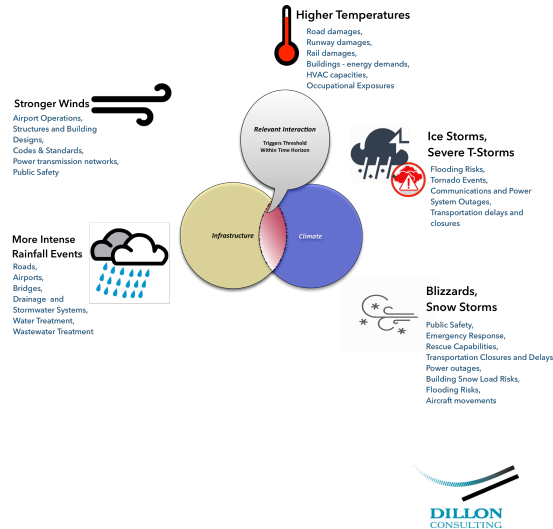 Higher Temperatures
Road damages,
Runway damages,
Rail damages,
Buildings - energy demands,
HVAC capacities,
Occupational Exposures
Stronger Winds
Airport Operations,
Structures and Building
Designs,
Codes & Standards,
Power transmission networks,
Public Safety
Relevant Interaction
Triggers Threshold
Within Time Horizon
Ice Storms,
Severe T-Storms
Flooding Risks,
Tornado Events,
Communications and Power
System Outages,
Transportation delays and
closures
Infrastructure
Climate
More Intense
Rainfall Events
Roads,
Airports,
Bridges,
Drainage and
Stormwater Systems,
Water Treatment,
Wastewater Treatment
Blizzards,
Snow Storms
Public Safety,
Emergency Response,
Rescue Capabilities,
Transportation Closures and Delays
Power outages,
Building Snow Load Risks,
Flooding Risks,
Aircraft movements
DILLON
CONSULTING